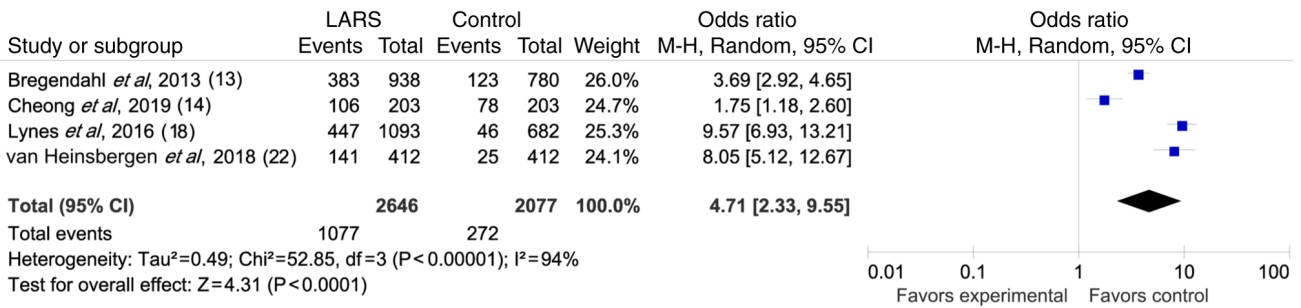 LARS Control Odds ratio Odds ratio
Study or subgroup Events Total Events Total Weight M-H, Random, 95% CI M-H, Random, 95% CI
Bregendahl et al, 2013 (13) 383 938 123 780 26.0% 3.69 [2.92, 4.65]
Cheong et al, 2019 (14) 106 203 78 203 24.7% 1.75 [1.18, 2.60]
Lynes et al, 2016 (18) 447 1093 46 682 25.3% 9.57 [6.93, 13.21]
van Heinsbergen et al, 2018 (22) 141 412 25 412 24.1% 8.05 [5.12, 12.67]
Total (95% CI) 2646 2077 100.0% 4.71 [2.33, 9.55]
Total events 1077 272
Heterogeneity: Tau²=0.49; Chi²=52.85, df=3 (P<0.00001); I²=94%
Test for overall effect: Z=4.31 (P<0.0001)
0.01 0.1 1 10 100
Favors experimental Favors control